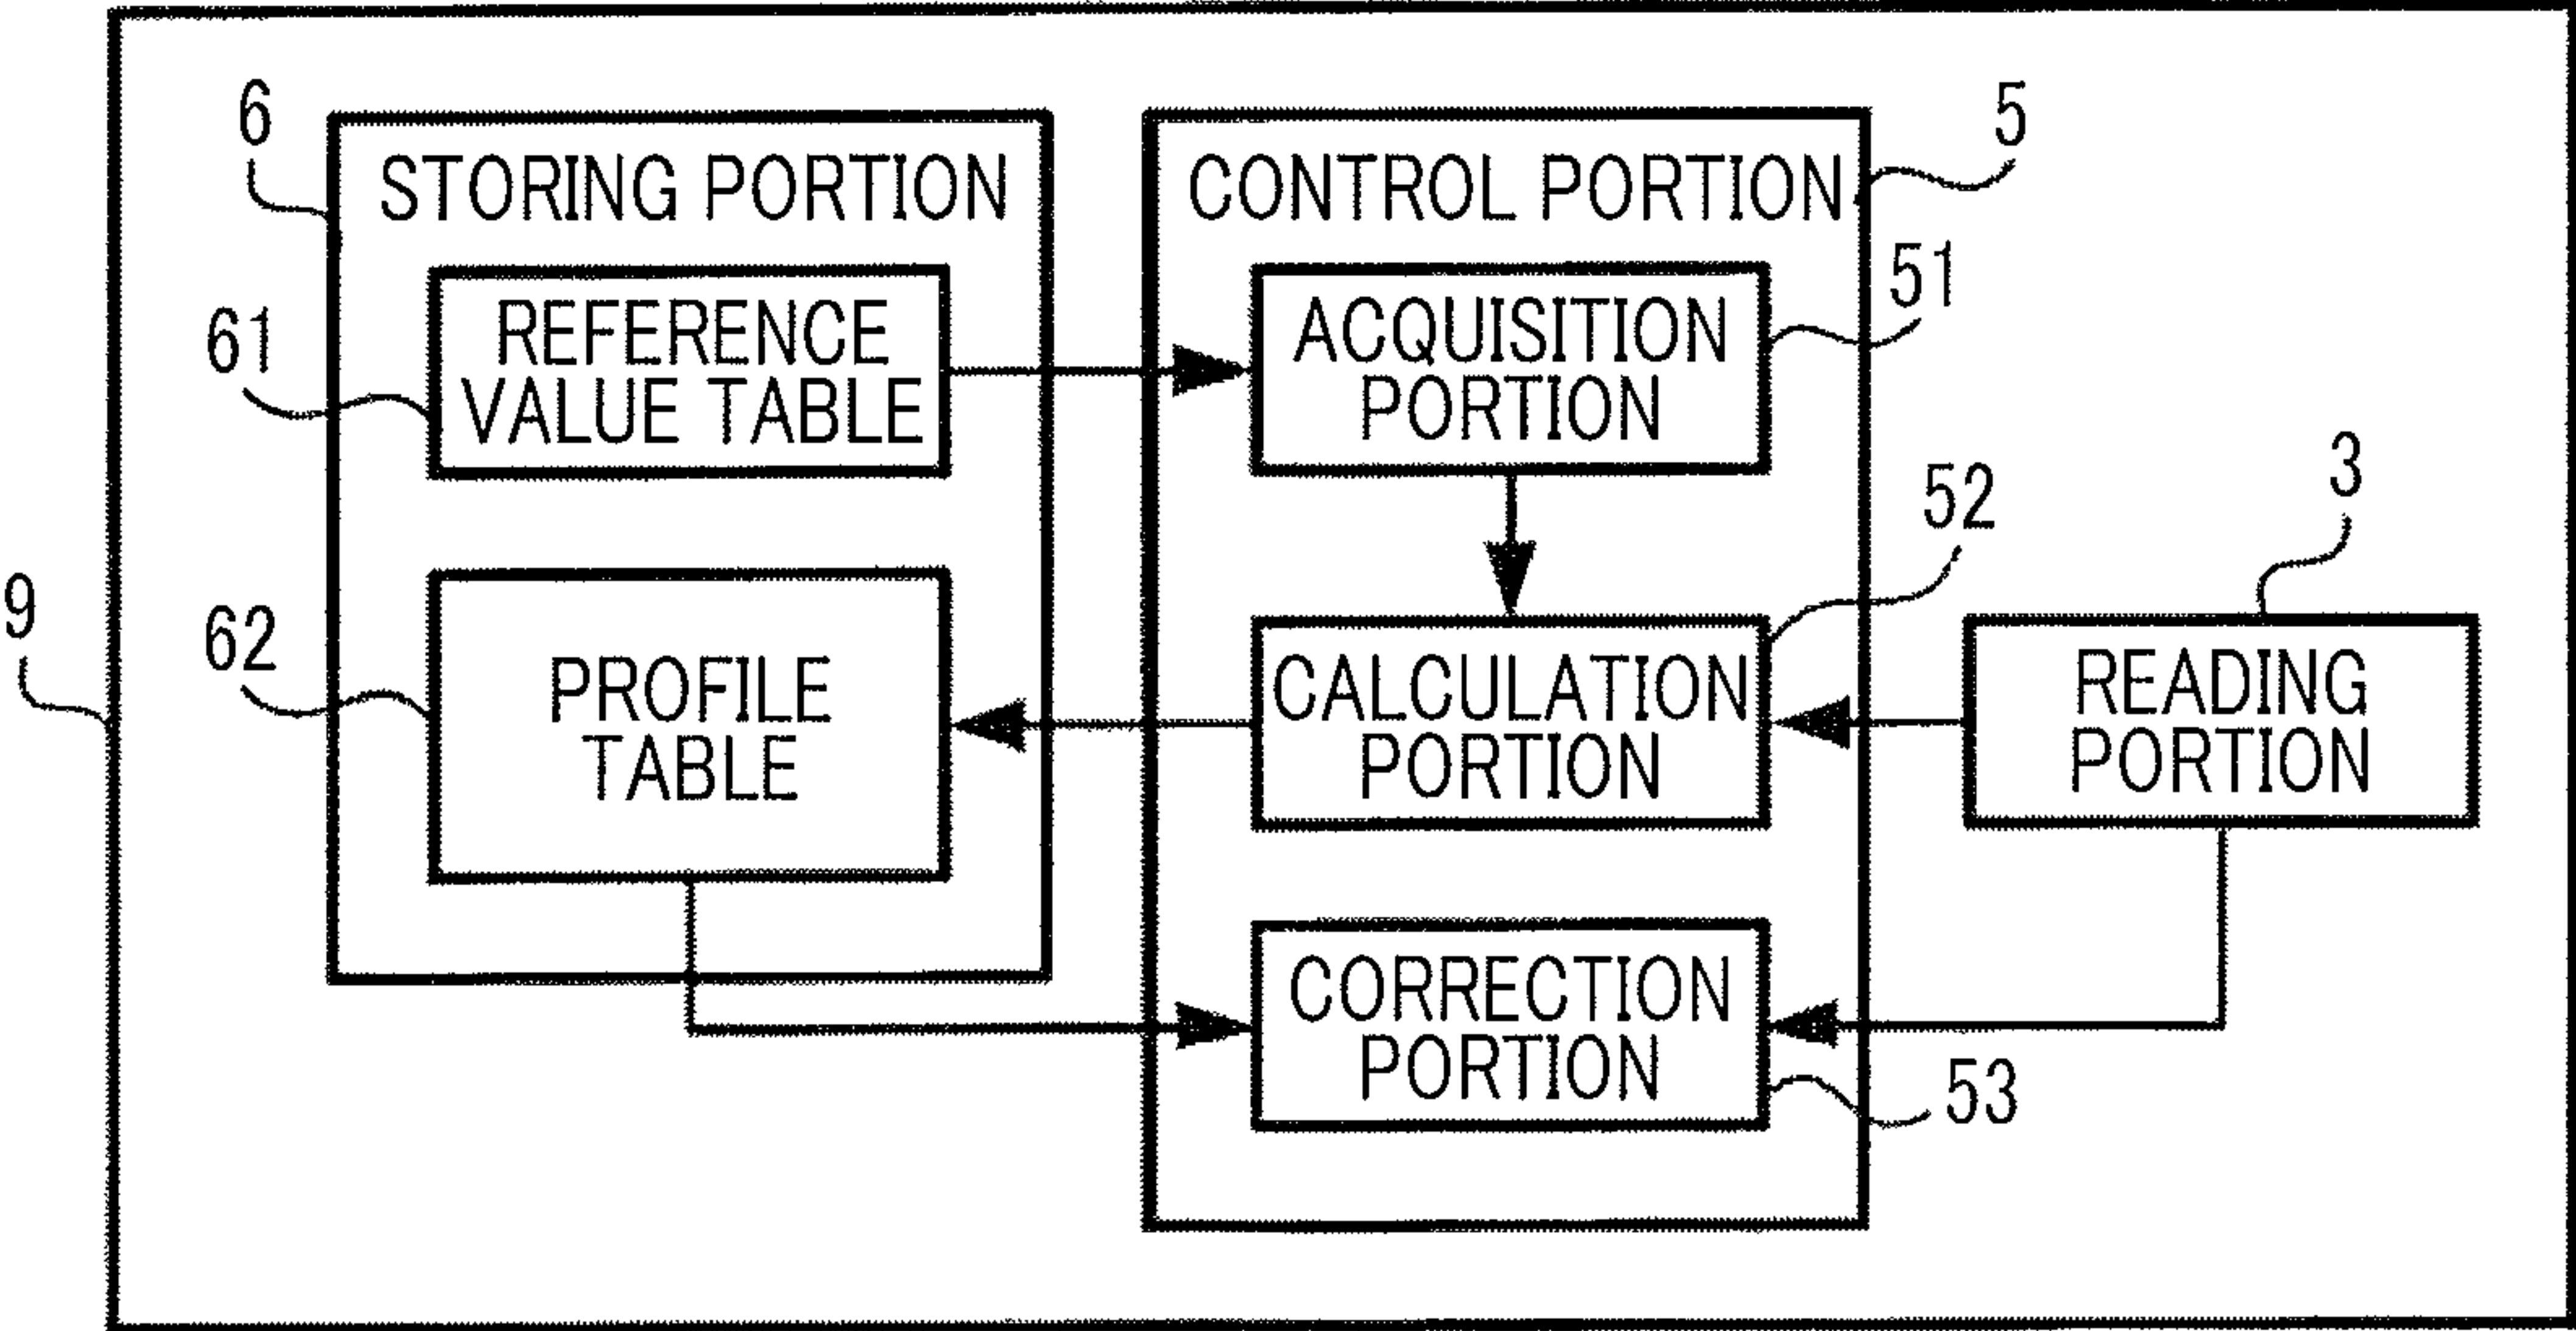 6
STORING PORTION
61
REFERENCE
VALUE TABLE
62
PROFILE
TABLE
9
5
CONTROL PORTION
51
ACQUISITION
PORTION
52
CALCULATION
PORTION
53
CORRECTION
PORTION
3
READING
PORTION